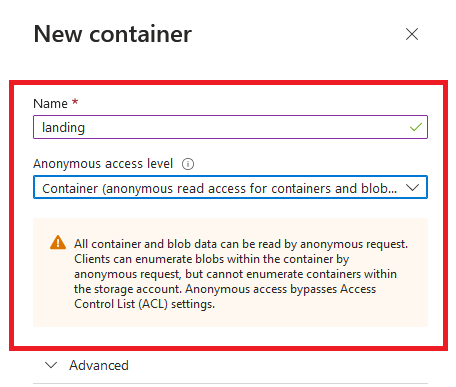 New container
Name *
landing
Anonymous access level
Container (anonymous read access for containers and blob...
All container and blob data can be read by anonymous request.
Clients can enumerate blobs within the container by
anonymous request, but cannot enumerate containers within
the storage account. Anonymous access bypasses Access
Control List (ACL) settings.
Advanced